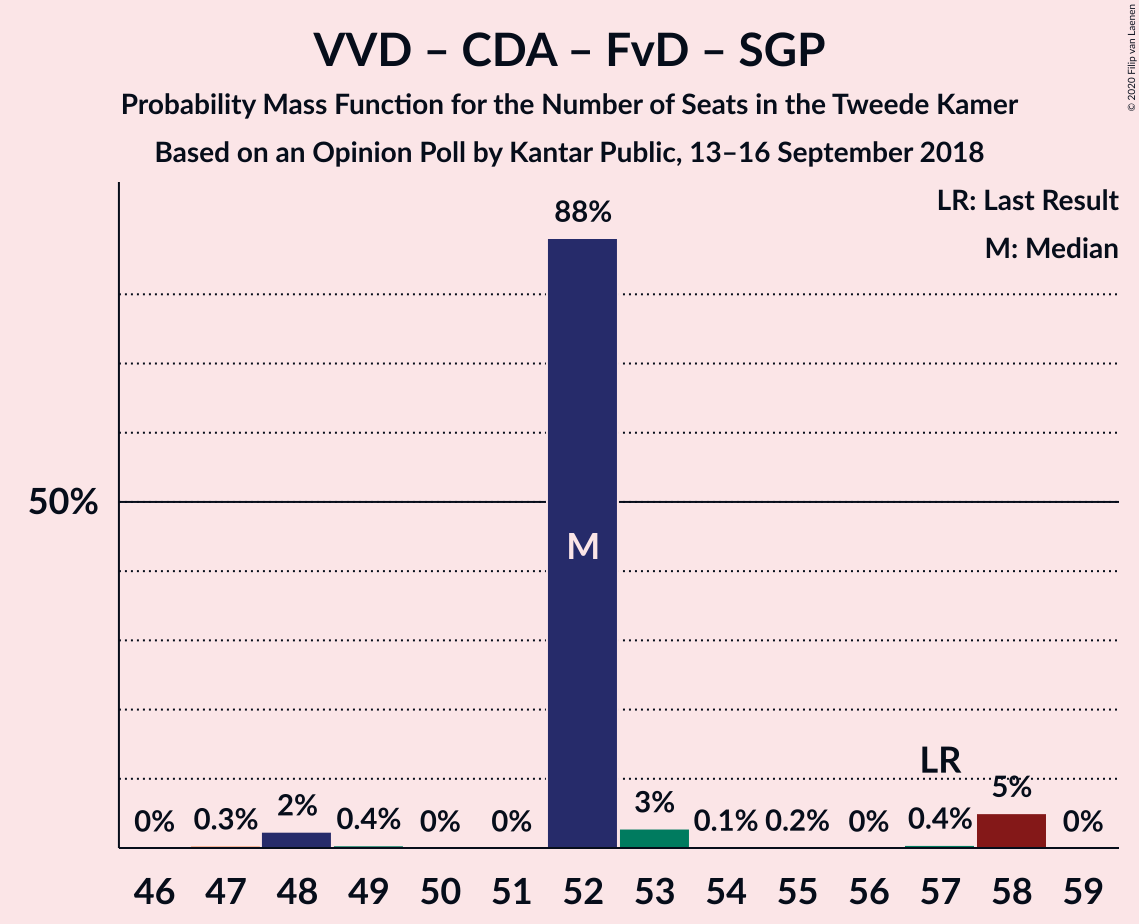 VVD – CDA – FvD – SGP
Probability Mass Function for the Number of Seats in the Tweede Kamer
Based on an Opinion Poll by Kantar Public, 13–16 September 2018
© 2020 Filip van Laenen
LR: Last Result
M: Median
88%
50%
M
LR
0% 0.3% 2% 0.4% 0% 0% 3% 0.1% 0.2% 0% 0.4% 5% 0%
46 47 48 49 50 51 52 53 54 55 56 57 58 59